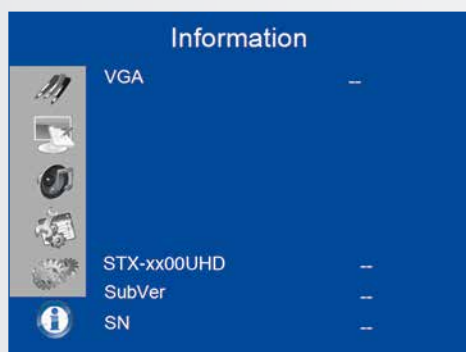 Information
VGA --
STX-xx00UHD --
SubVer --
SN --